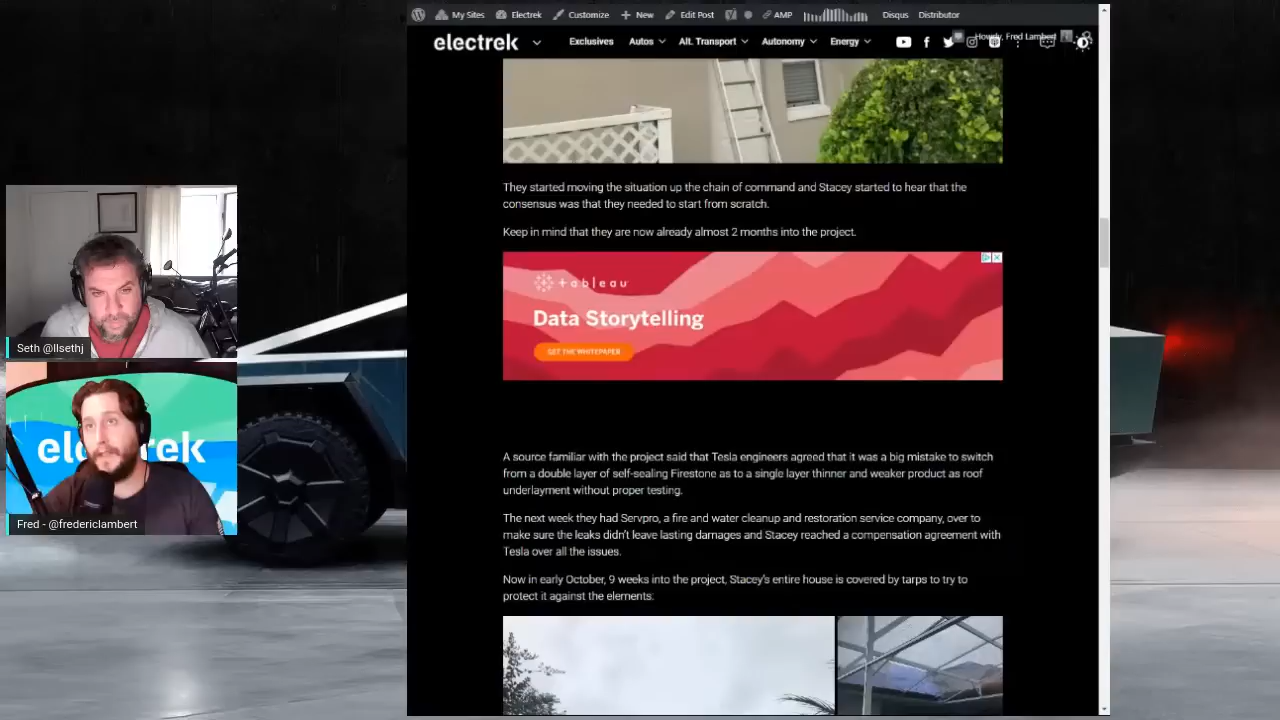 My Sites
Electrek
Customize
New
Edit Post
AMP
Disqus
Distributor
electrek
Exclusives
Autos
Alt. Transport
Autonomy
Energy
Howdy, Fred Lambert
They started moving the situation up the chain of command and Stacey started to hear that the
consensus was that they needed to start from scratch.
Keep in mind that they are now already almost 2 months into the project.
+ableau
Data Storytelling
GET THE WHITEPAPER
Seth @llsethj
el
rek
Fred - @fredericlambert
A source familiar with the project said that Tesla engineers agreed that it was a big mistake to switch
from a double layer of self-sealing Firestone as to a single layer thinner and weaker product as roof
underlayment without proper testing.
The next week they had Servpro, a fire and water cleanup and restoration service company, over to
make sure the leaks didn't leave lasting damages and Stacey reached a compensation agreement with
Tesla over all the issues.
Now in early October, 9 weeks into the project, Stacey's entire house is covered by tarps to try to
protect it against the elements: